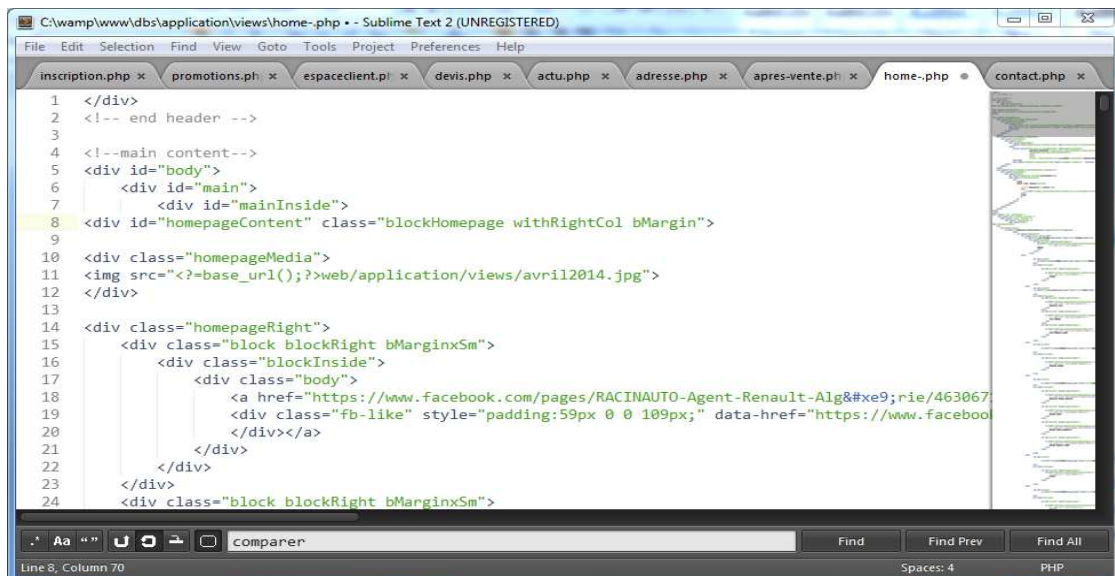 C:\wamp\www\dbs\application\views\home-.php • - Sublime Text 2 (UNREGISTERED)
File Edit Selection Find View Goto Tools Project Preferences Help
inscription.php × promotions.ph × espaceclient.ph × devis.php × actu.php × adresse.php × apres-vente.ph × home-.php contact.php ×
1 </div>
2 <!-- end header -->
3
4 <!--main content-->
5 <div id="body">
6 <div id="main">
7 <div id="mainInside">
8 <div id="homepageContent" class="blockHomepage withRightCol bMargin">
9
10 <div class="homepageMedia">
11 <img src="<?=base_url();?>web/application/views/avril2014.jpg">
12 </div>
13
14 <div class="homepageRight">
15 <div class="block blockRight bMarginxSm">
16 <div class="blockInside">
17 <div class="body">
18 <a href="https://www.facebook.com/pages/RACINAUTO-Agent-Renault-Alg&#xe9;rie/463067
19 <div class="fb-like" style="padding:59px 0 0 109px;" data-href="https://www.faceboo
20 </div></a>
21 </div>
22 </div>
23 </div>
24 <div class="block blockRight bMarginxSm">
.* Aa “” comparer Find Find Prev Find All
Line 8, Column 70 Spaces: 4 PHP